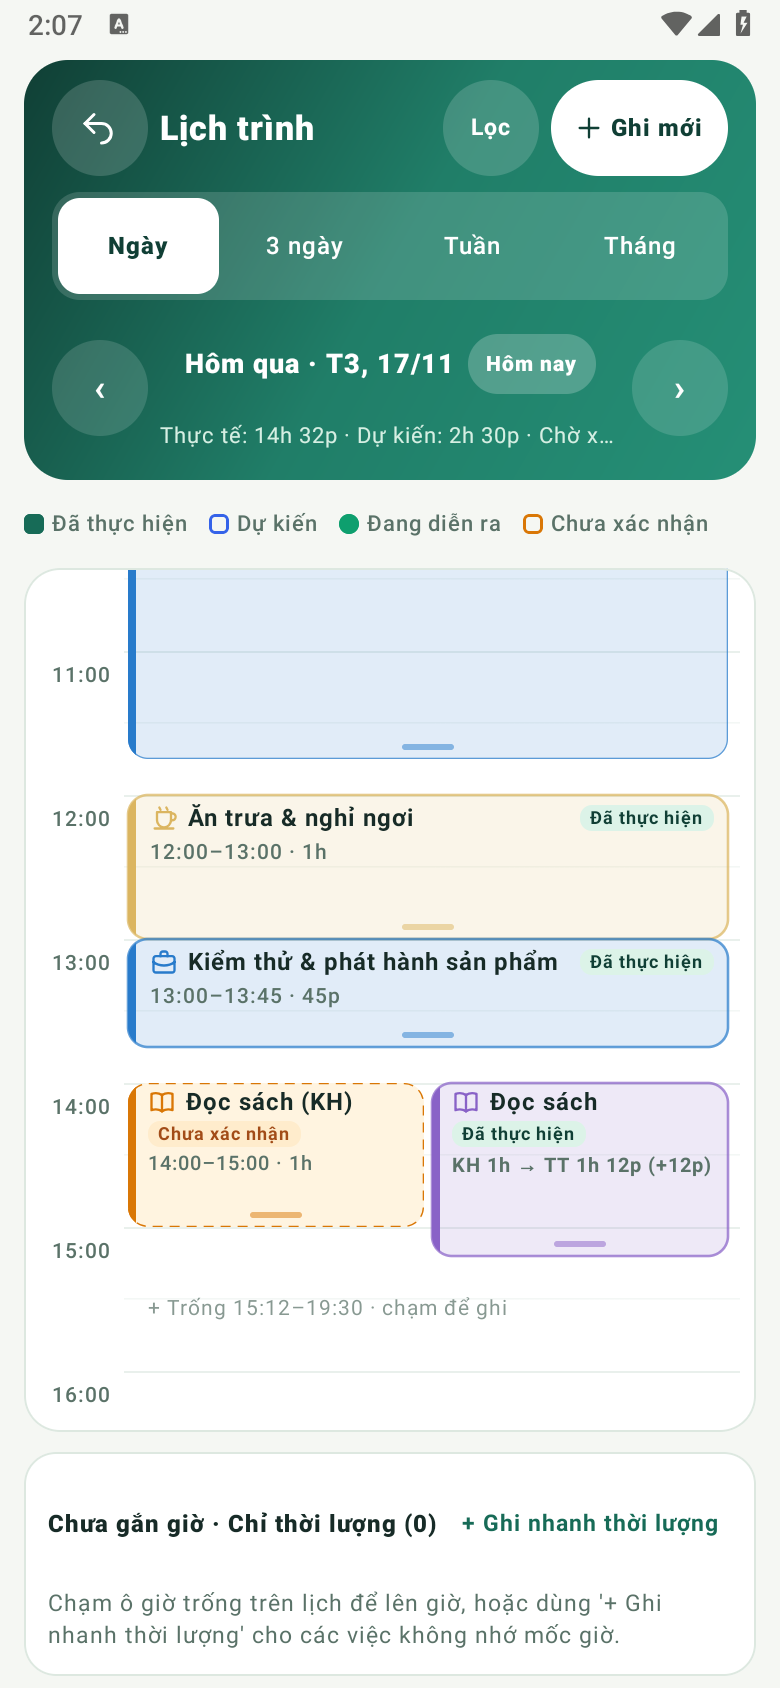 2:07
A
Lịch trình
Lọc
+ Ghi mới
Ngày
3 ngày
Tuần
Tháng
‹
Hôm qua · T3, 17/11
Hôm nay
›
Thực tế: 14h 32p · Dự kiến: 2h 30p · Chờ x...
Đã thực hiện
Dự kiến
Đang diễn ra
Chưa xác nhận
11:00
12:00
Ăn trưa & nghỉ ngơi
Đã thực hiện
12:00–13:00 · 1h
13:00
Kiểm thử & phát hành sản phẩm
Đã thực hiện
13:00–13:45 · 45p
14:00
Đọc sách (KH)
Chưa xác nhận
14:00–15:00 · 1h
Đọc sách
Đã thực hiện
KH 1h → TT 1h 12p (+12p)
15:00
+ Trống 15:12–19:30 · chạm để ghi
16:00
Chưa gắn giờ · Chỉ thời lượng (0)
+ Ghi nhanh thời lượng
Chạm ô giờ trống trên lịch để lên giờ, hoặc dùng '+ Ghi
nhanh thời lượng' cho các việc không nhớ mốc giờ.